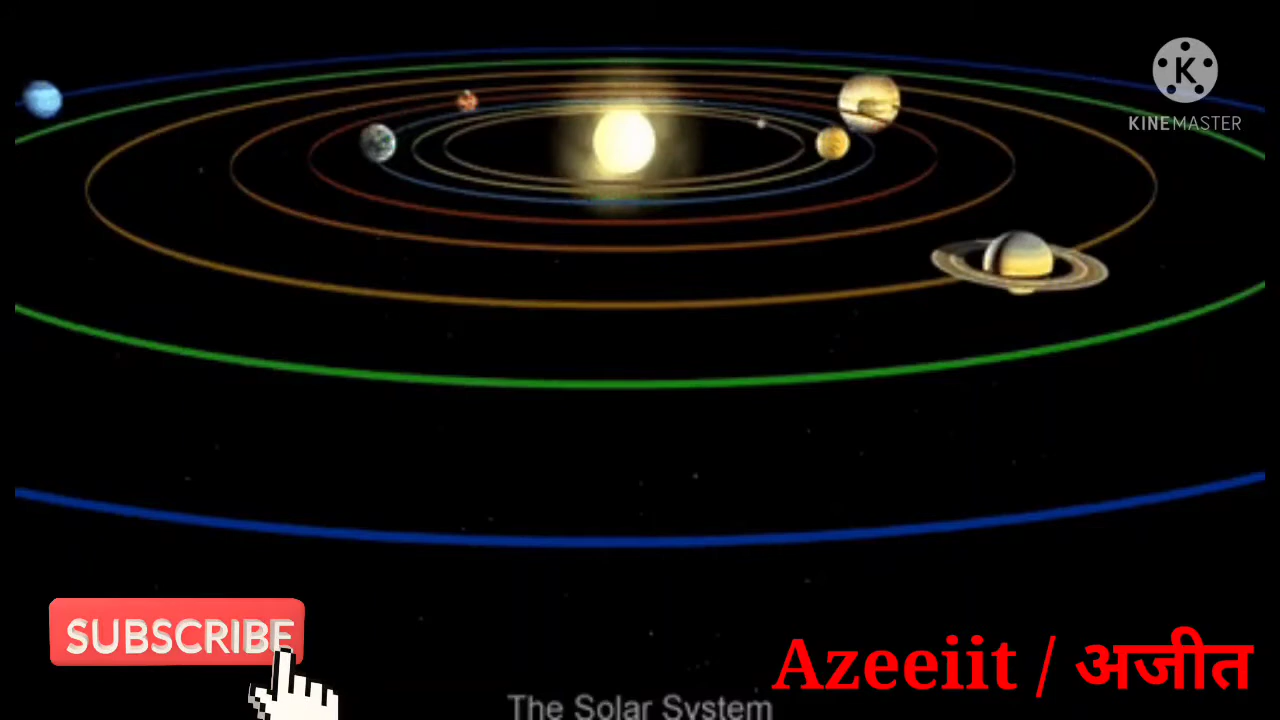 K
KINEMASTER
SUBSCRIBE
Azeeiit / अजीत
The Solar System